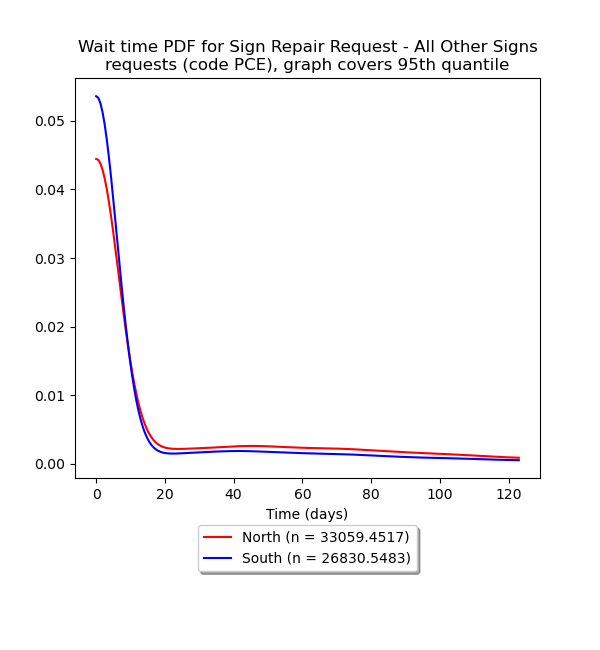 Wait time PDF for Sign Repair Request - All Other Signs
requests (code PCE), graph covers 95th quantile
0.05
0.04
0.03
0.02
0.01
0.00
0 20 40 60 80 100 120
Time (days)
North (n = 33059.4517)
South (n = 26830.5483)